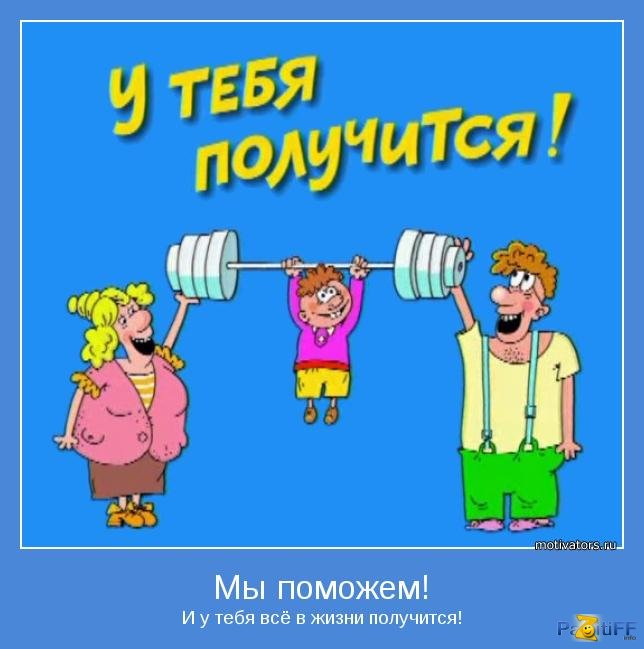 У ТЕБЯ
ПОЛУЧИТСЯ!
motivators.ru
Мы поможем!
И у тебя всё в жизни получится!